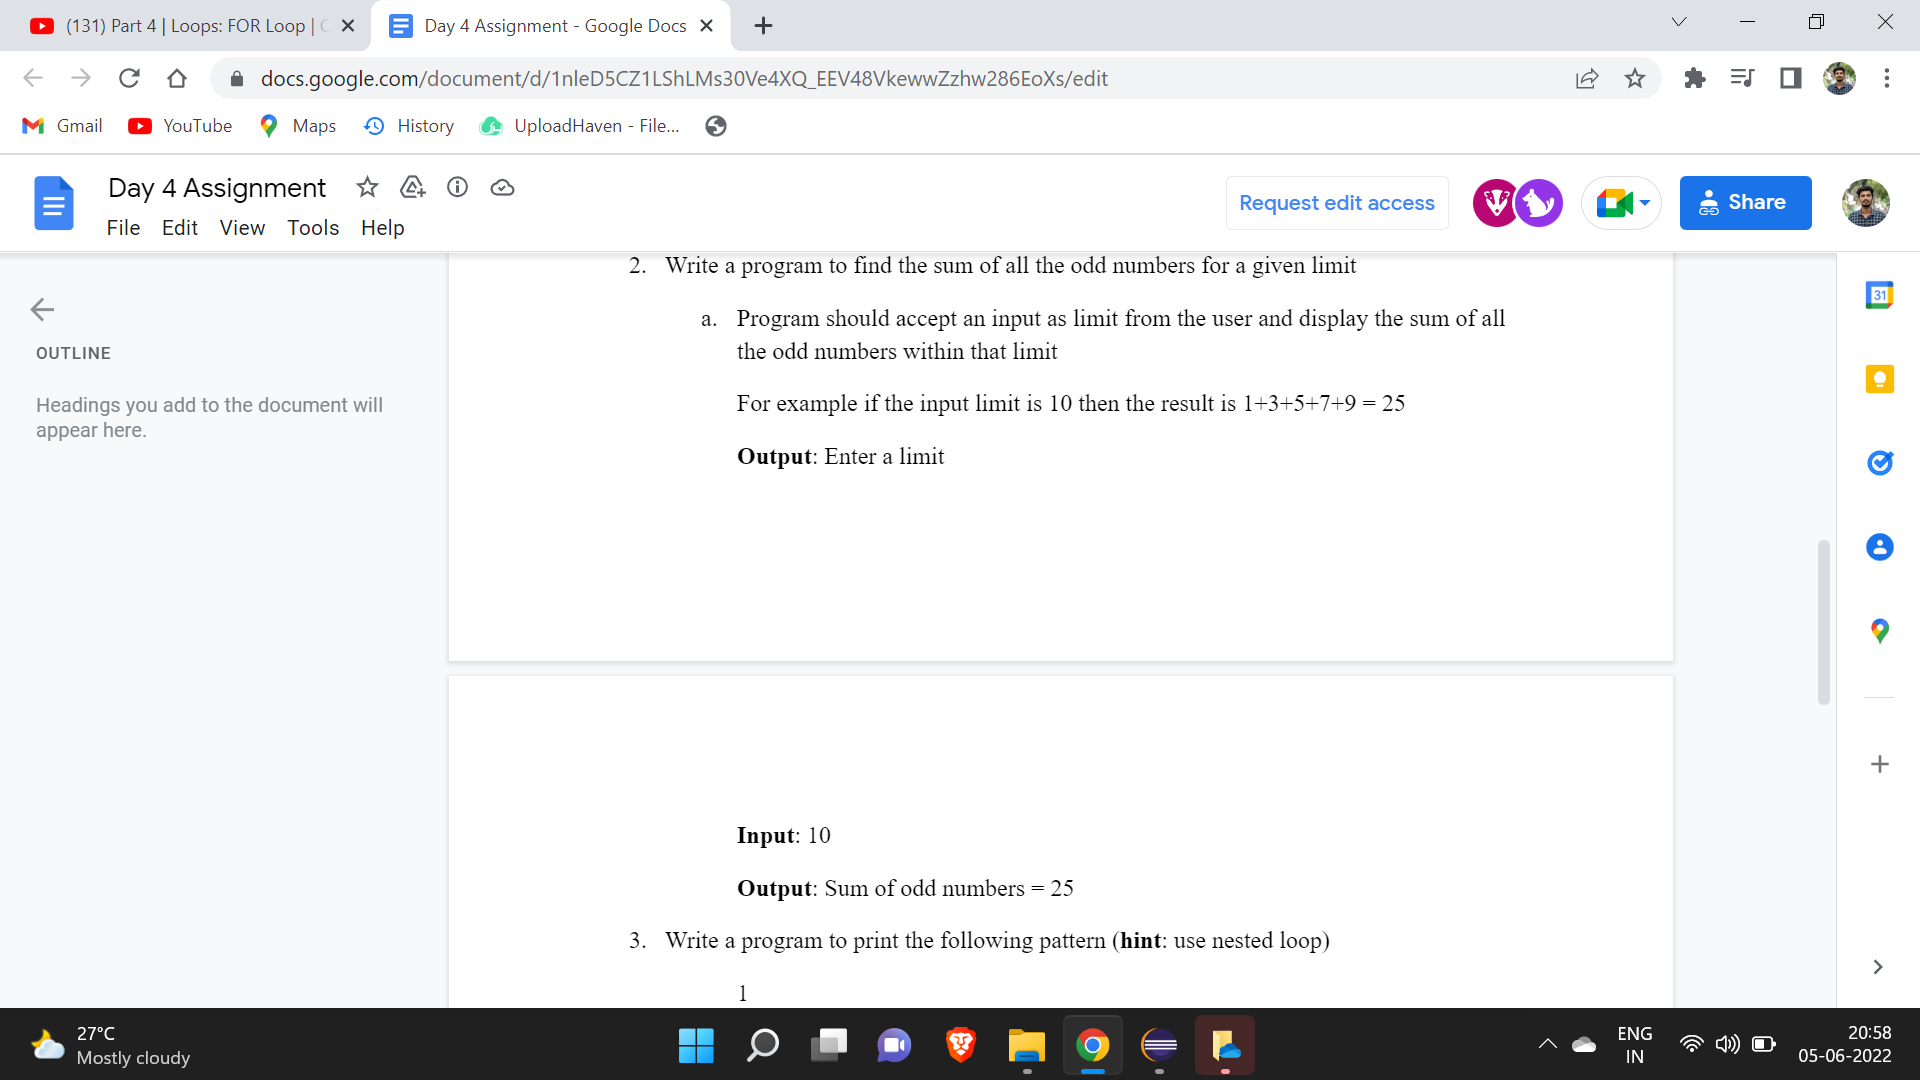 (131) Part 4 | Loops: FOR Loop |
Day 4 Assignment - Google Docs
docs.google.com/document/d/1nleD5CZ1LShLMs30Ve4XQ_EEV48VkewwZzhw286EoXs/edit
Gmail
YouTube
Maps
History
UploadHaven - File...
Day 4 Assignment
File Edit View Tools Help
Request edit access
Share
OUTLINE
Headings you add to the document will
appear here.
2. Write a program to find the sum of all the odd numbers for a given limit
a. Program should accept an input as limit from the user and display the sum of all
the odd numbers within that limit
For example if the input limit is 10 then the result is 1+3+5+7+9 = 25
Output: Enter a limit
Input: 10
Output: Sum of odd numbers = 25
3. Write a program to print the following pattern (hint: use nested loop)
1
31
27°C
Mostly cloudy
ENG
IN
20:58
05-06-2022